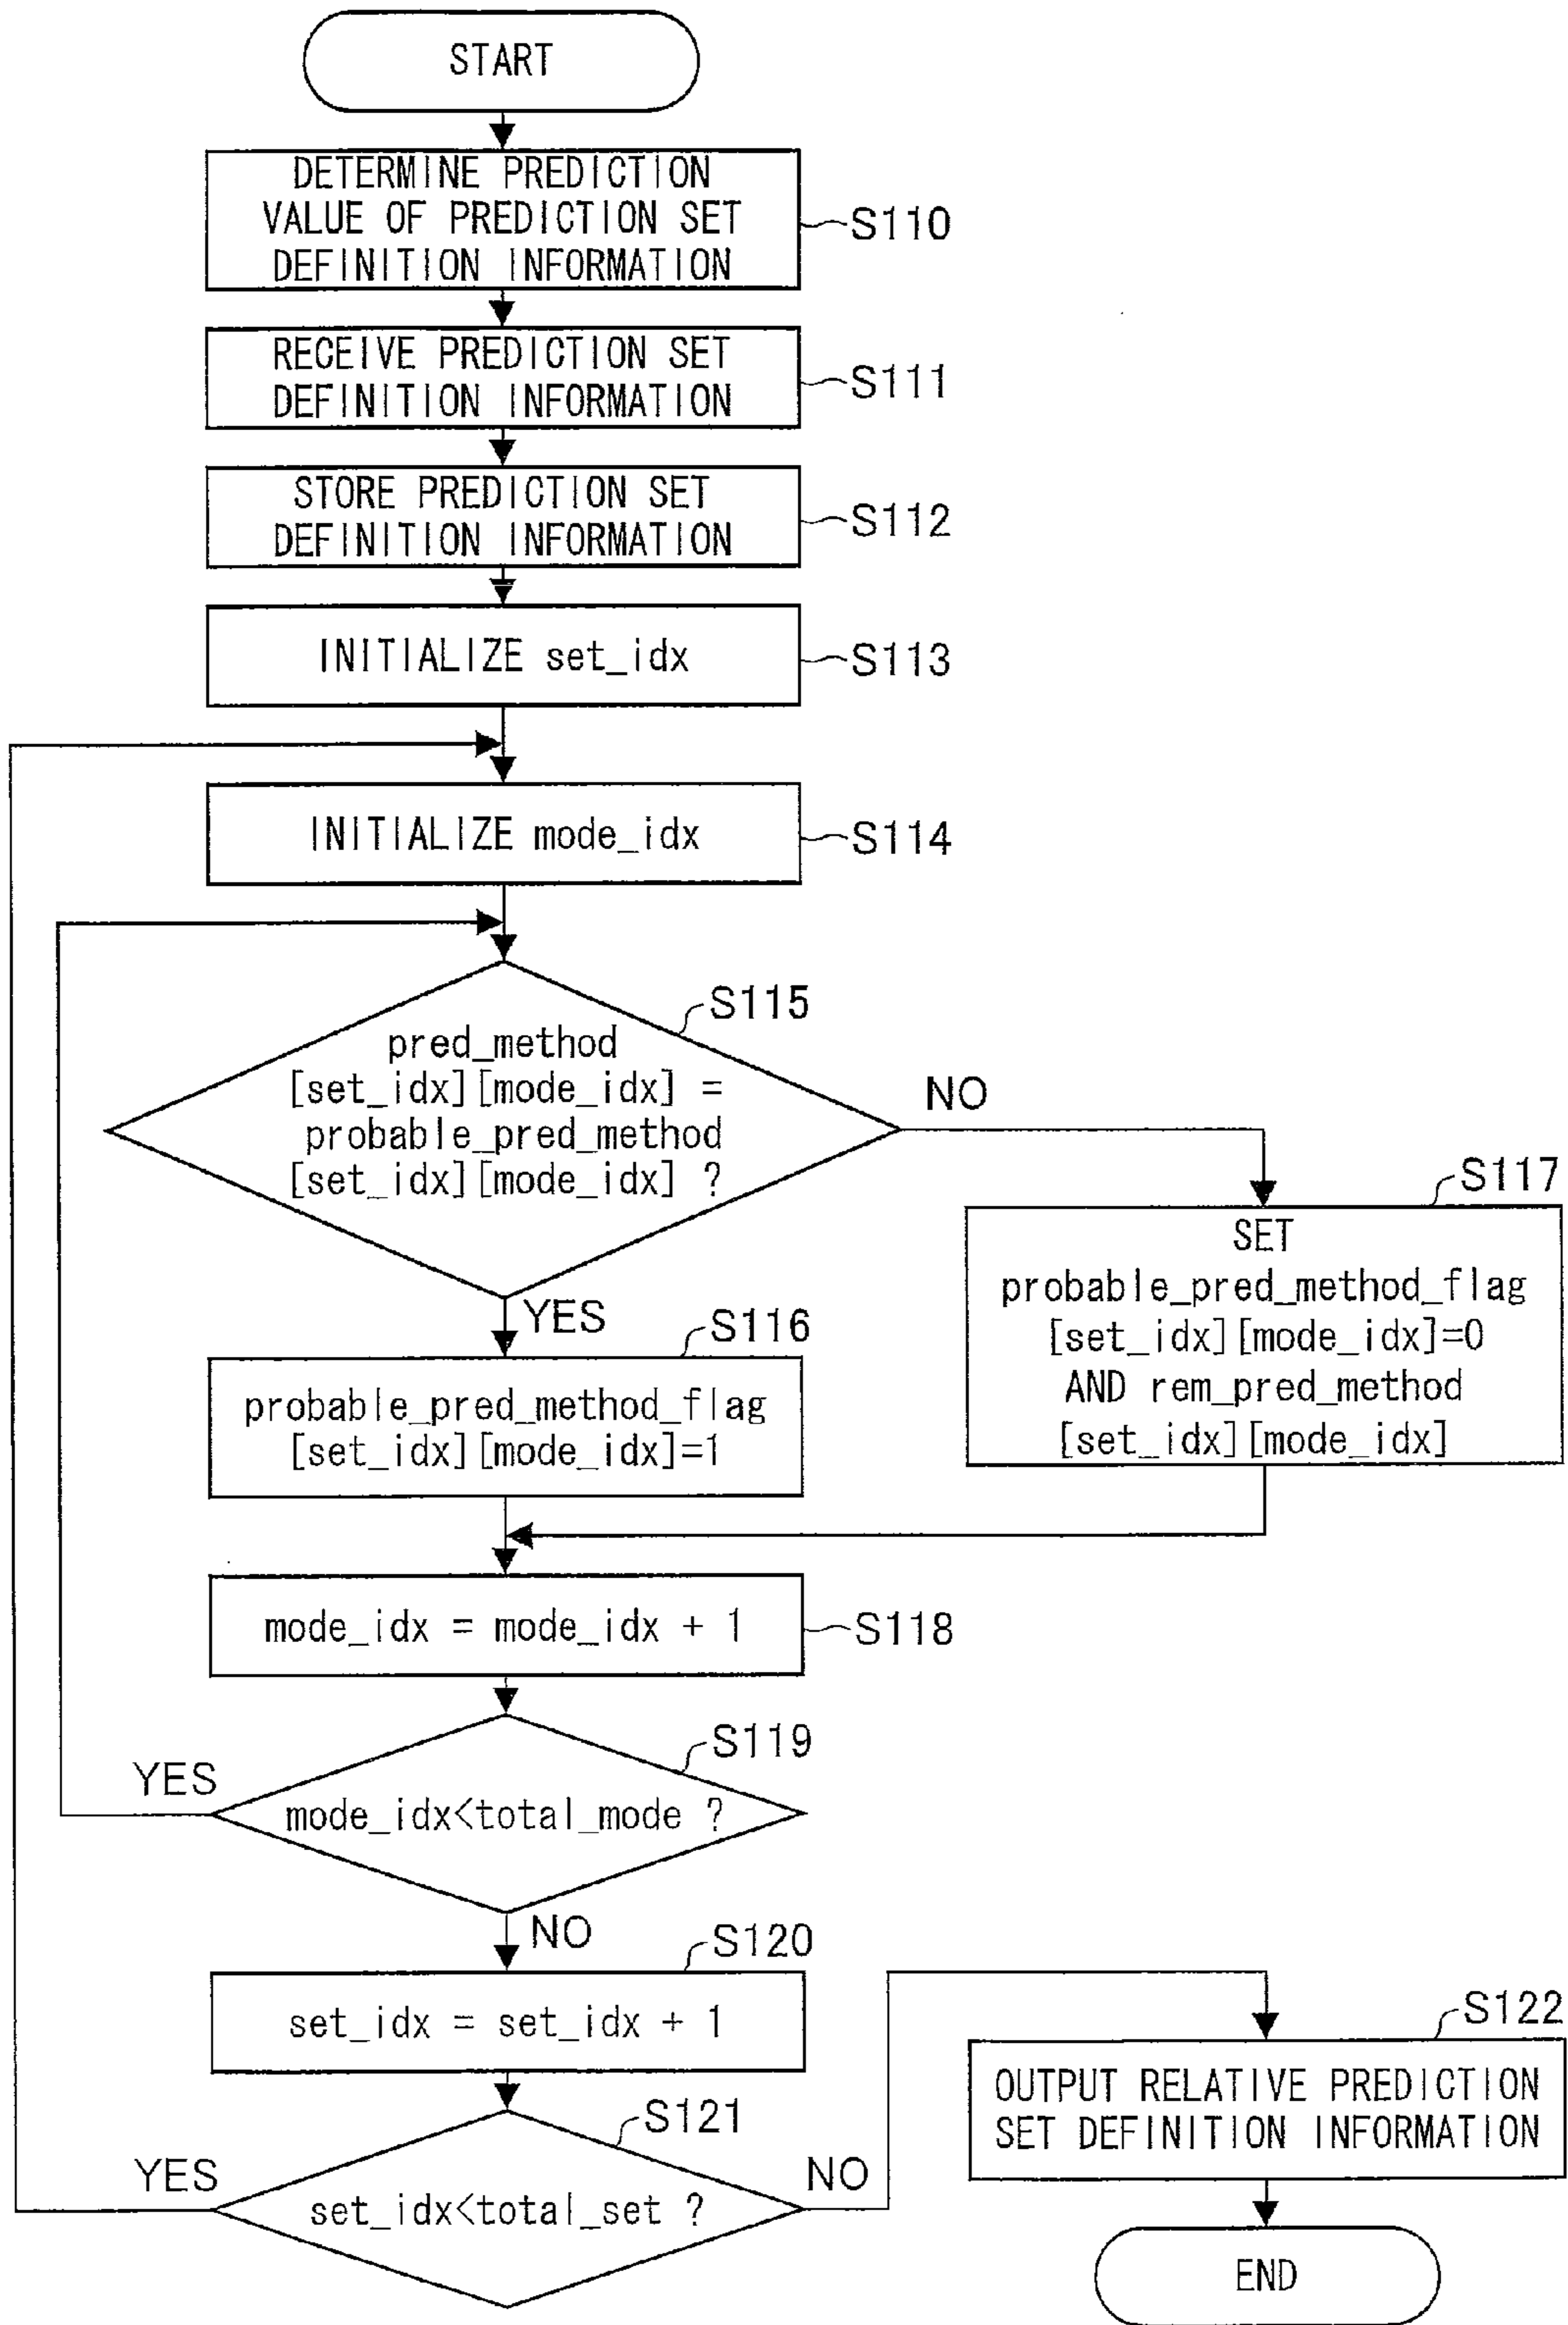 START
DETERMINE PREDICTION
VALUE OF PREDICTION SET
DEFINITION INFORMATION
S110
RECEIVE PREDICTION SET
DEFINITION INFORMATION
S111
STORE PREDICTION SET
DEFINITION INFORMATION
S112
INITIALIZE set_idx
S113
INITIALIZE mode_idx
S114
S115
pred_method
[set_idx][mode_idx] =
probable_pred_method
[set_idx][mode_idx] ?
NO
YES
S116
probable_pred_method_flag
[set_idx][mode_idx]=1
S117
SET
probable_pred_method_flag
[set_idx][mode_idx]=0
AND rem_pred_method
[set_idx][mode_idx]
mode_idx = mode_idx + 1
S118
S119
YES
mode_idx<total_mode ?
NO
S120
set_idx = set_idx + 1
S121
YES
set_idx<total_set ?
NO
S122
OUTPUT RELATIVE PREDICTION
SET DEFINITION INFORMATION
END